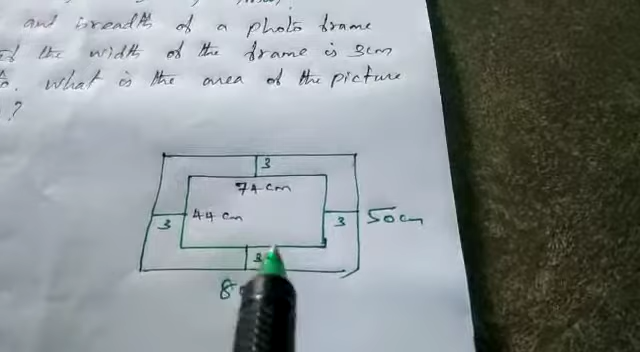 and breadth of a photo frame
the width of the frame is 3cm
What is the area of the picture
?
3
74 cm
44 cm
3
3
50cm
3
8